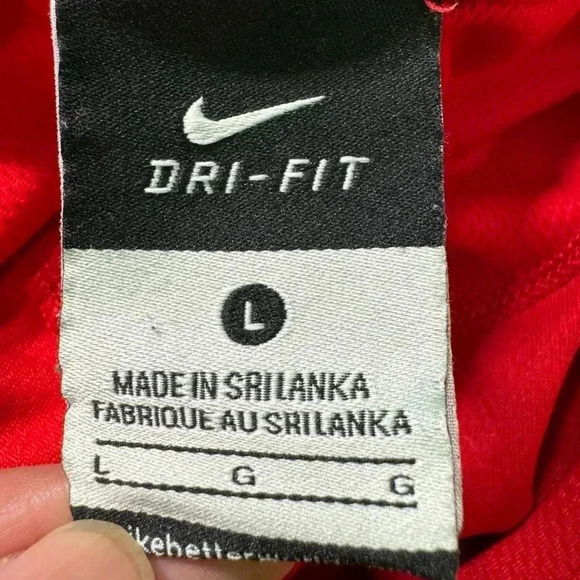 DRI-FIT
L
MADE IN SRI LANKA
FABRIQUE AU SRI LANKA
L G G